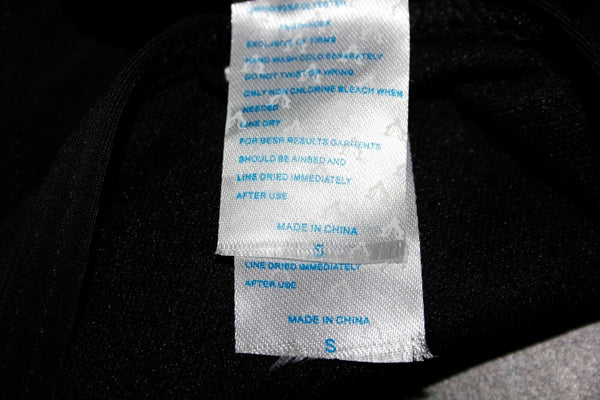 EXCLUSIVE OF TRIMS
HAND WASH COLD SEPARATELY
DO NOT TWIST OR WRING
ONLY NON CHLORINE BLEACH WHEN
NEEDED
LINE DRY
FOR BESR RESULTS GARMENTS
SHOULD BE AINSED AND
LINE DRIED IMMEDIATELY
AFTER USE
MADE IN CHINA
S
LINE DRIED IMMEDIATELY
AFTER USE
MADE IN CHINA
S